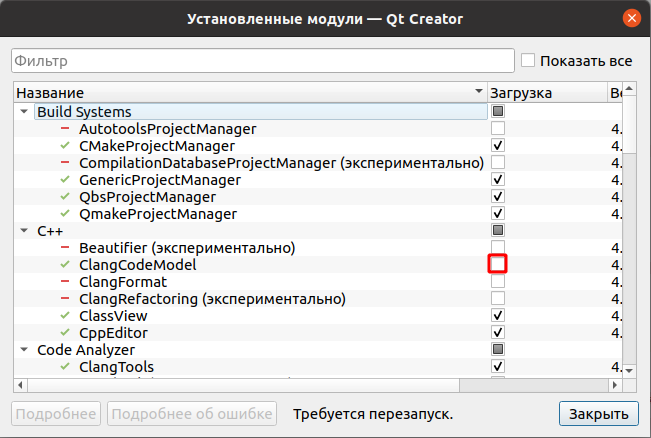 Установленные модули — Qt Creator
Фильтр
Показать все
Название Загрузка
Build Systems
AutotoolsProjectManager 4.
CMakeProjectManager 4.
CompilationDatabaseProjectManager (экспериментально) 4.
GenericProjectManager 4.
QbsProjectManager 4.
QmakeProjectManager 4.
C++
Beautifier (экспериментально) 4.
ClangCodeModel 4.
ClangFormat 4.
ClangRefactoring (экспериментально) 4.
ClassView 4.
CppEditor 4.
Code Analyzer
ClangTools 4.
Подробнее Подробнее об ошибке Требуется перезапуск. Закрыть